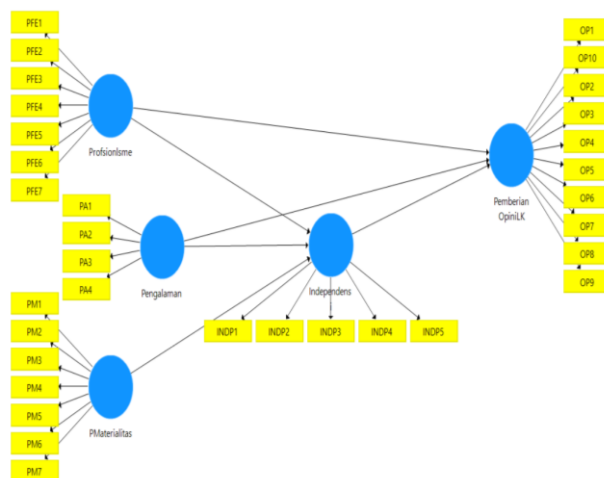 PFE1
PFE2
PFE3
PFE4
PFE5
PFE6
PFE7
ProfsionIsme
PA1
PA2
PA3
PA4
Pengalaman
PM1
PM2
PM3
PM4
PM5
PM6
PM7
PMaterialitas
Independens
INDP1
INDP2
INDP3
INDP4
INDP5
Pemberian
OpiniLK
OP1
OP10
OP2
OP3
OP4
OP5
OP6
OP7
OP8
OP9